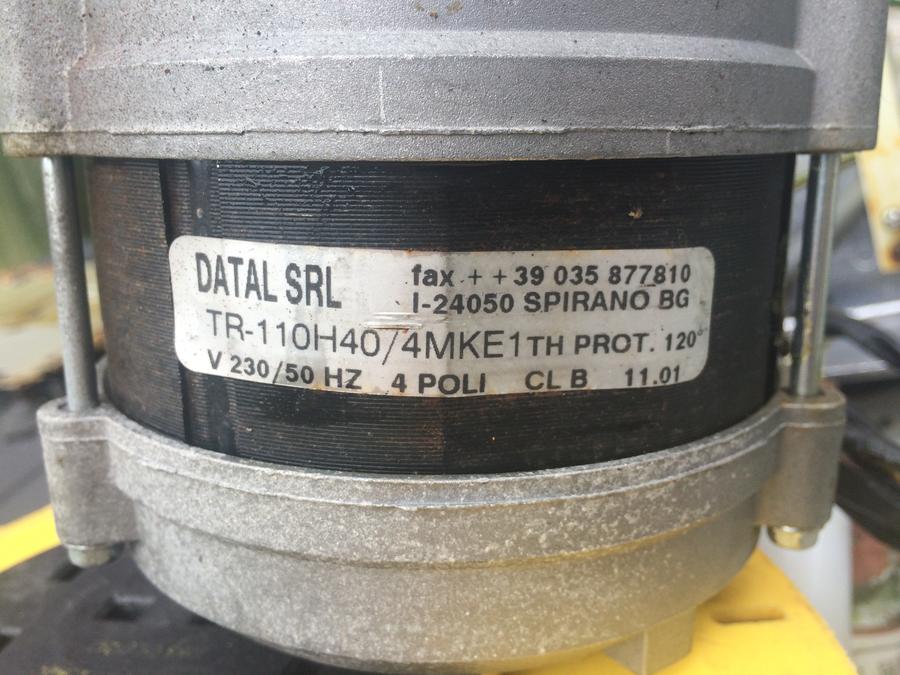 DATAL SRL
fax + + 39 035 877810
I-24050 SPIRANO BG
TR-110H40/4MKE1 TH PROT. 120°
V 230/50 HZ 4 POLI CL B 11.01